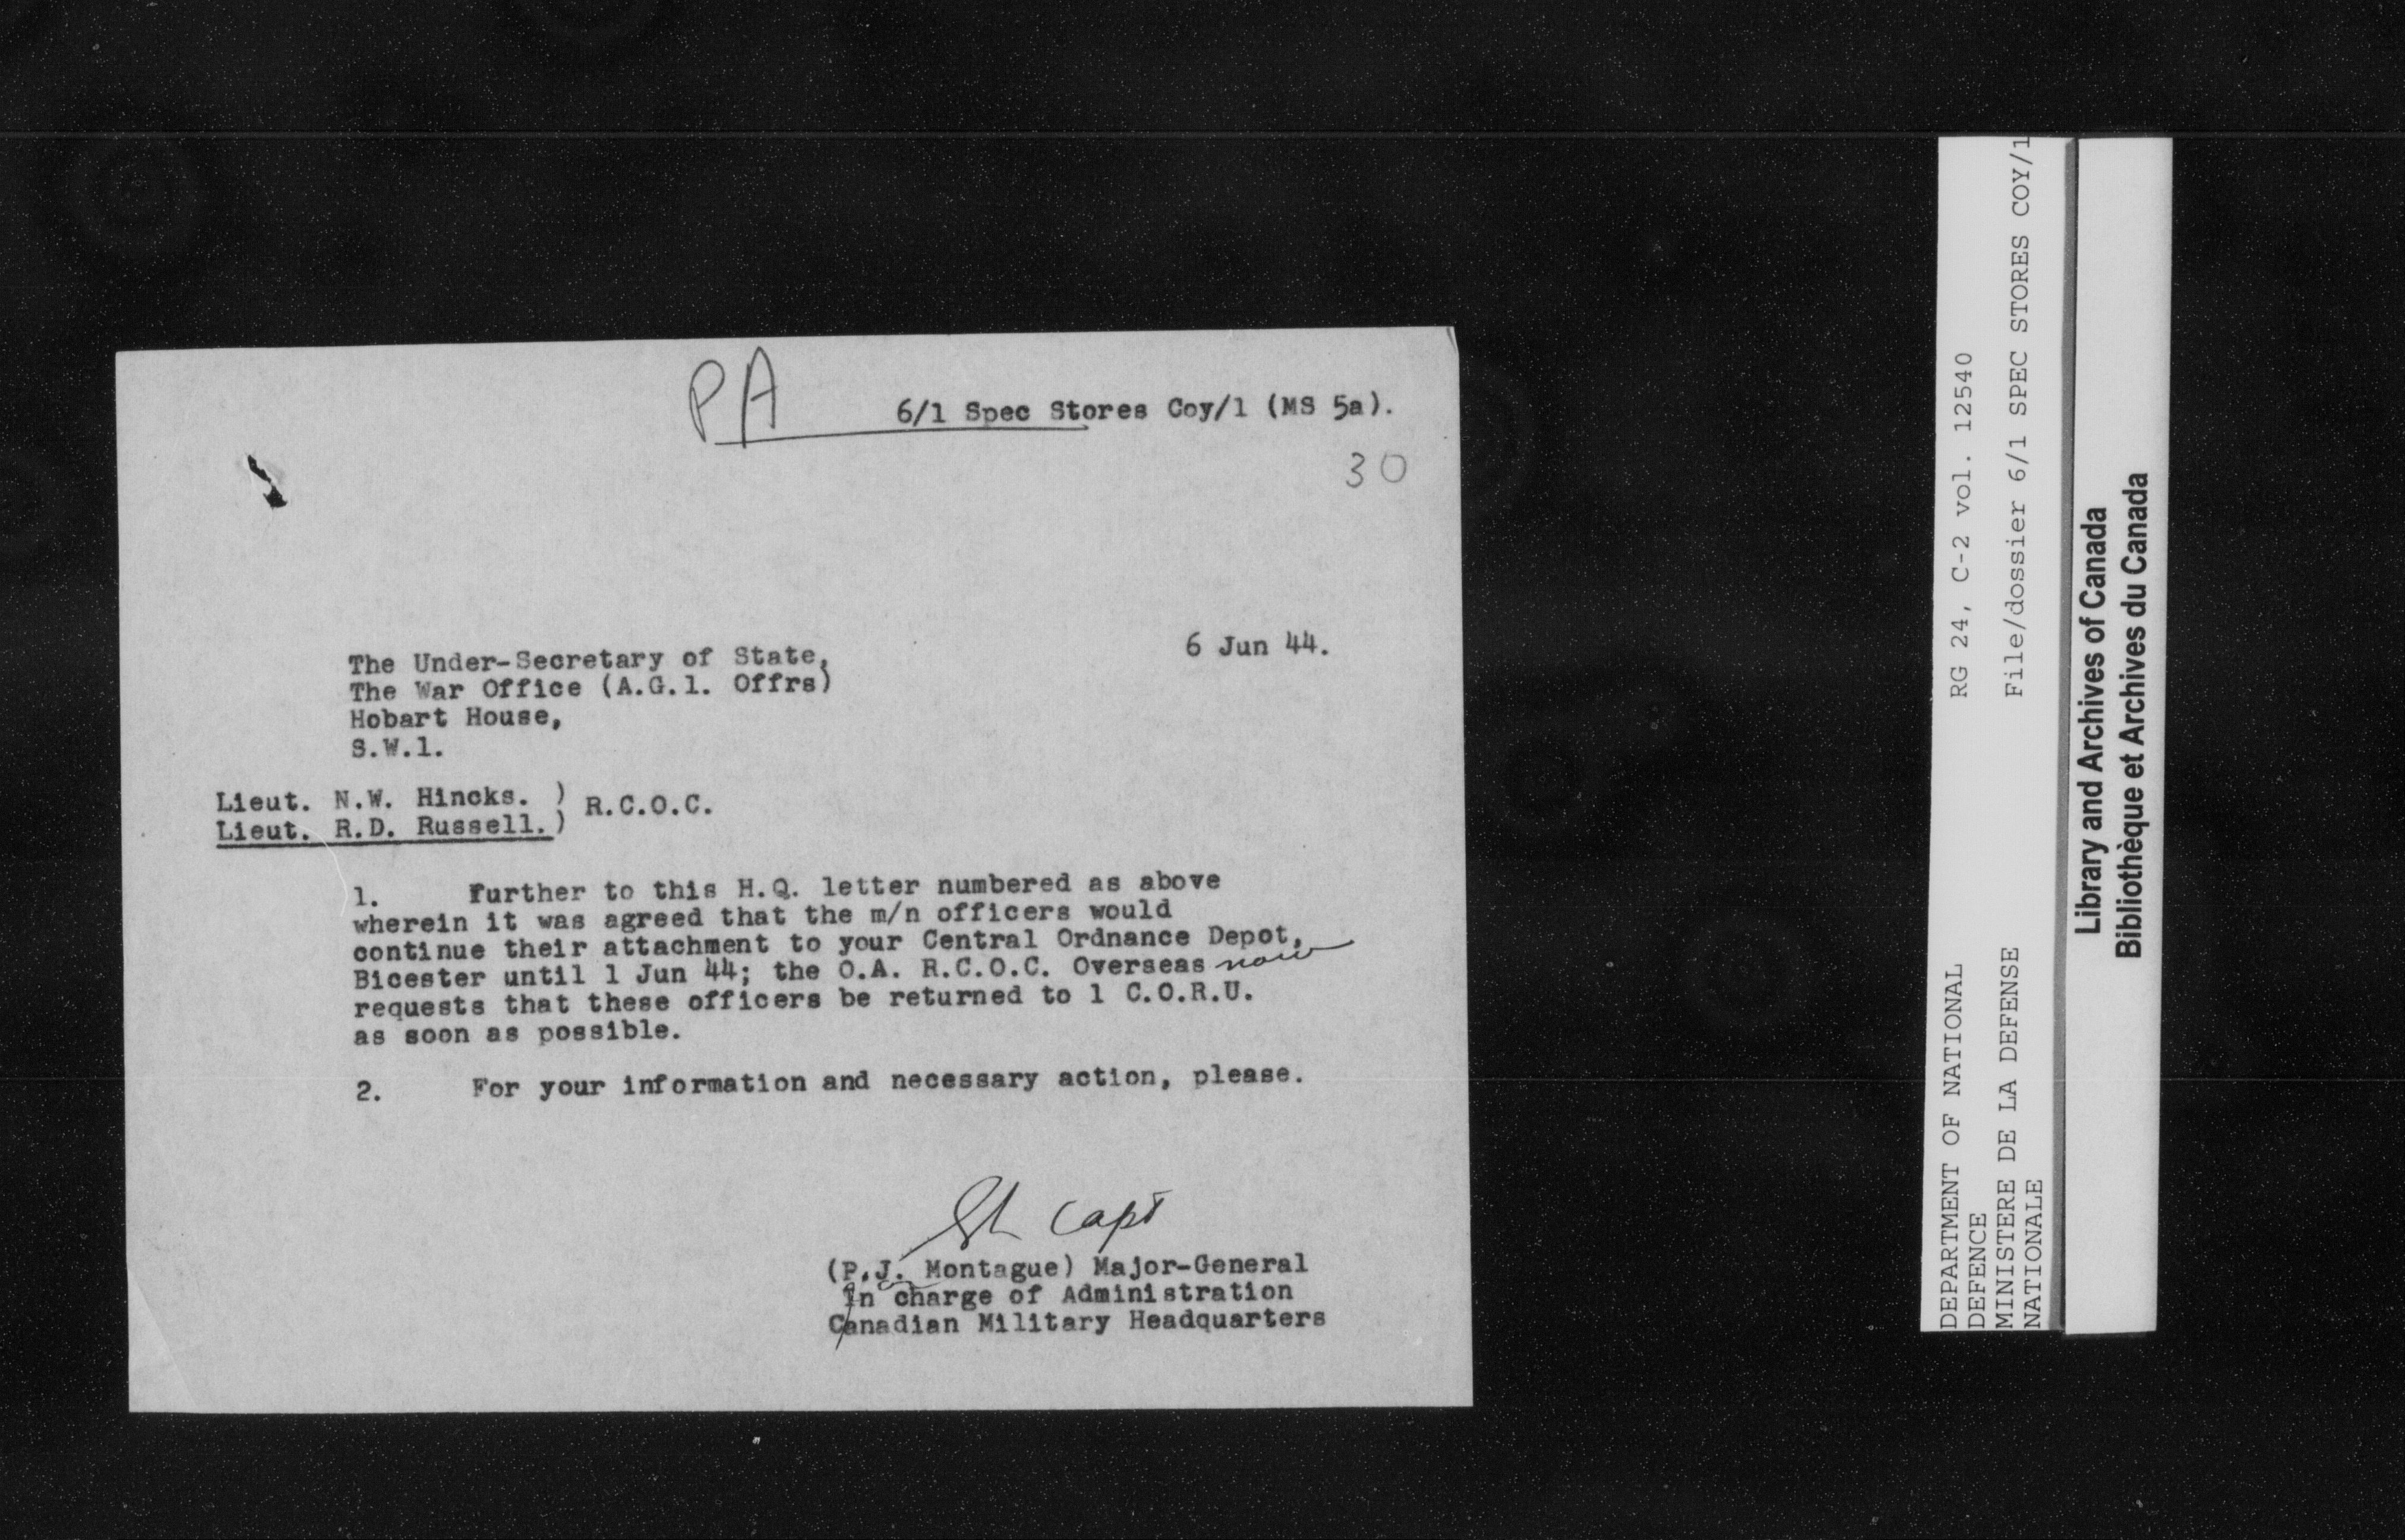 PA
6/1 Spec Stores Coy/1 (MS 5a).
30
6 Jun 44.
The Under-Secretary of State,
The War Office (A.G.1. Offrs)
Hobart House,
S.W.1.
Lieut. N.W. Hincks. )
Lieut. R.D. Russell. )
R.C.O.C.
1. Further to this H.Q. letter numbered as above
wherein it was agreed that the m/n officers would
continue their attachment to your Central Ordnance Depot,
Bicester until 1 Jun 44; the O.A. R.C.O.C. Overseas now
requests that these officers be returned to 1 C.O.R.U.
as soon as possible.
2. For your information and necessary action, please.
Capt
(P.J. Montague) Major-General
In charge of Administration
Canadian Military Headquarters
DEPARTMENT OF NATIONAL
DEFENCE
MINISTERE DE LA DEFENSE
NATIONALE
RG 24, C-2 vol. 12540
File/dossier 6/1 SPEC STORES COY/1
Library and Archives of Canada
Bibliothèque et Archives du Canada